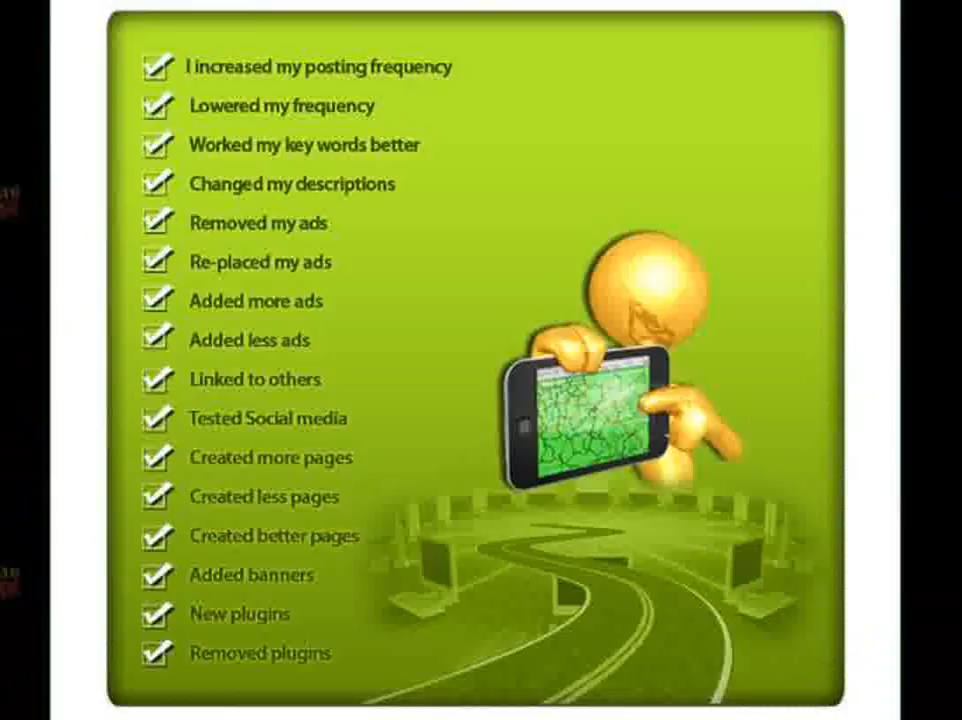 I increased my posting frequency
Lowered my frequency
Worked my key words better
Changed my descriptions
Removed my ads
Re-placed my ads
Added more ads
Added less ads
Linked to others
Tested Social media
Created more pages
Created less pages
Created better pages
Added banners
New plugins
Removed plugins